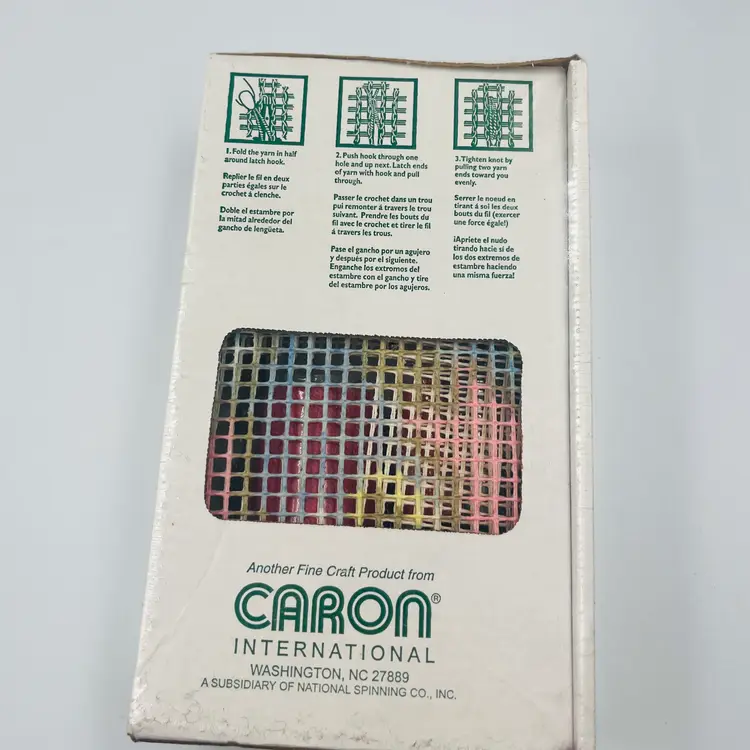 1. Fold the yarn in half
around latch hook.
Replier le fil en deux
parties égales sur le
crochet à clenche.
Doble el estambre por
la mitad alrededor del
gancho de lengüeta.
2. Push hook through one
hole and up next. Latch ends
of yarn with hook and pull
through.
Passer le crochet dans un trou
pui remonter à travers le trou
suivant. Prendre les bouts du
fil avec le crochet et tirer le fil
á travers les trous.
Pase el gancho por un agujero
y después por el siguiente.
Enganche los extremos del
estambre con el gancho y tire
del estambre por los agujeros.
3. Tighten knot by
pulling two yarn
ends toward you
evenly.
Serrer le noeud en
tirant à soi les deux
bouts du fil (exercer
une force égale!)
¡Apriete el nudo
tirando hacie sí de
los dos extremos de
estambre haciendo
una misma fuerza!
Another Fine Craft Product from
CARON®
INTERNATIONAL
WASHINGTON, NC 27889
A SUBSIDIARY OF NATIONAL SPINNING CO., INC.